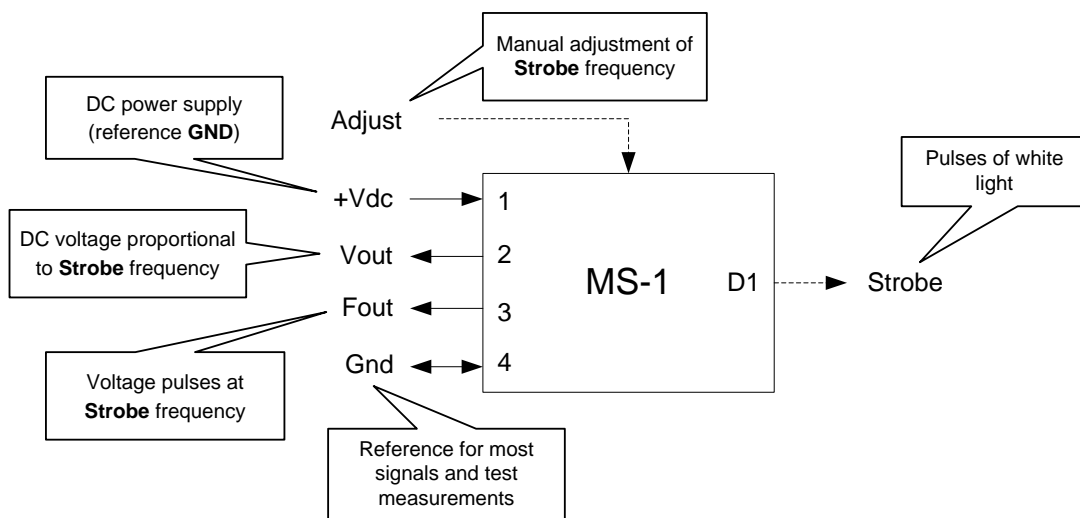 Manual adjustment of
Strobe frequency
DC power supply
(reference GND)
Adjust
Pulses of white
light
+Vdc
1
DC voltage proportional
to Strobe frequency
Vout
2
MS-1
D1
Strobe
Fout
3
Gnd
4
Voltage pulses at
Strobe frequency
Reference for most
signals and test
measurements